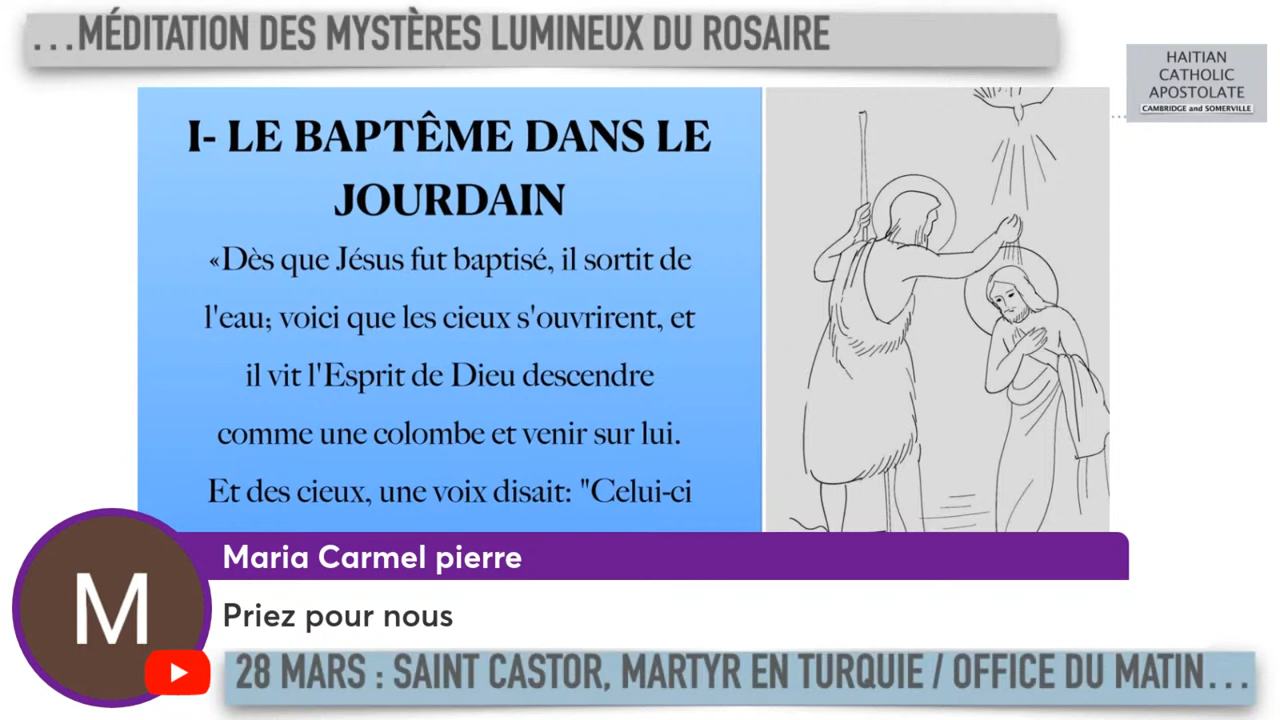 ...MÉDITATION DES MYSTÈRES LUMINEUX DU ROSAIRE
HAITIAN
CATHOLIC
APOSTOLATE
CAMBRIDGE and SOMERVILLE
I- LE BAPTÊME DANS LE
JOURDAIN
«Dès que Jésus fut baptisé, il sortit de
l'eau; voici que les cieux s'ouvrirent, et
il vit l'Esprit de Dieu descendre
comme une colombe et venir sur lui.
Et des cieux, une voix disait: "Celui-ci
Maria Carmel pierre
M
Priez pour nous
28 MARS : SAINT CASTOR, MARTYR EN TURQUIE / OFFICE DU MATIN...